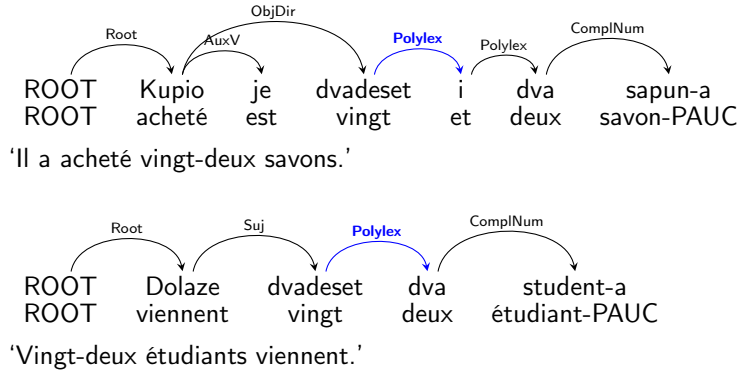 ObjDir
Root AuxV Polylex Polylex ComplNum
ROOT Kupio je dvadeset i dva sapun-a
ROOT acheté est vingt et deux savon-PAUC
‘Il a acheté vingt-deux savons.’
Root Suj Polylex ComplNum
ROOT Dolaze dvadeset dva student-a
ROOT viennent vingt deux étudiant-PAUC
‘Vingt-deux étudiants viennent.’